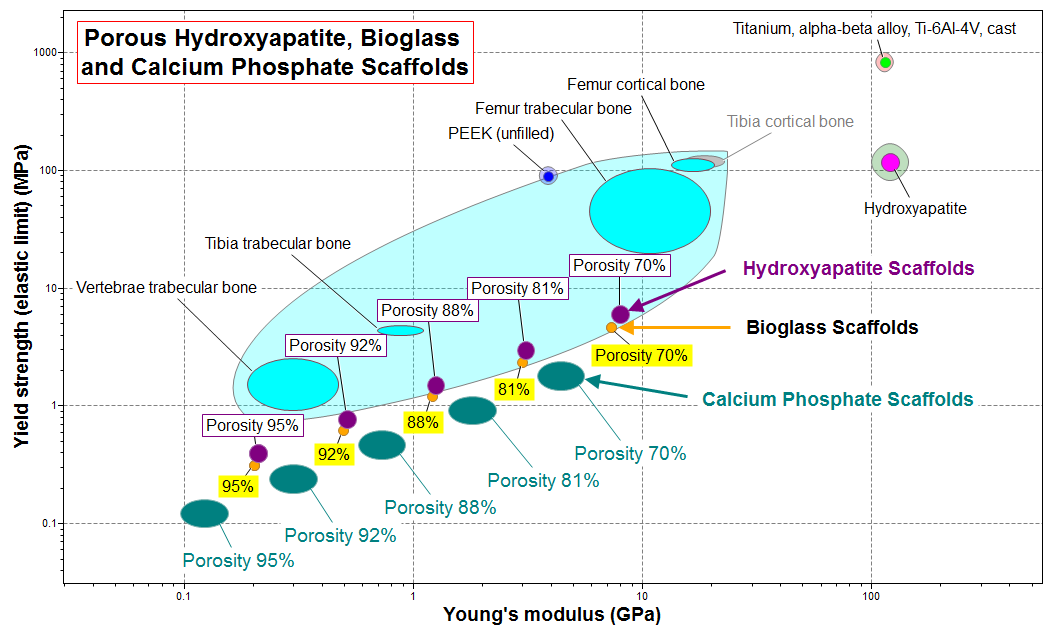 Porous Hydroxyapatite, Bioglass
and Calcium Phosphate Scaffolds
Titanium, alpha-beta alloy, Ti-6Al-4V, cast
Femur cortical bone
Femur trabecular bone
Tibia cortical bone
PEEK (unfilled)
Hydroxyapatite
Tibia trabecular bone
Vertebrae trabecular bone
Porosity 70%
Hydroxyapatite Scaffolds
Porosity 81%
Porosity 88%
Bioglass Scaffolds
Porosity 92%
Porosity 70%
81%
Calcium Phosphate Scaffolds
88%
Porosity 95%
92%
Porosity 70%
95%
Porosity 81%
Porosity 88%
Porosity 92%
Porosity 95%
Yield strength (elastic limit) (MPa)
1000
100
10
1
0.1
0.1
1
10
100
Young's modulus (GPa)